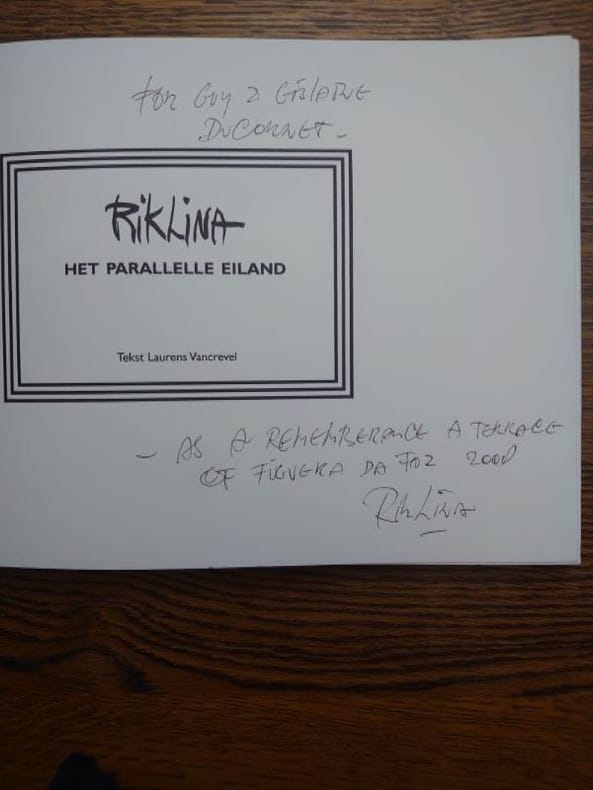 For Guy & Gislaine
Ducornet -
RIKLINA
HET PARALLELLE EILAND
Tekst Laurens Vancrevel
- AS A REMEMBERANCE A TERRACE
OF FIGUERA DA FOZ 2000
RikLina